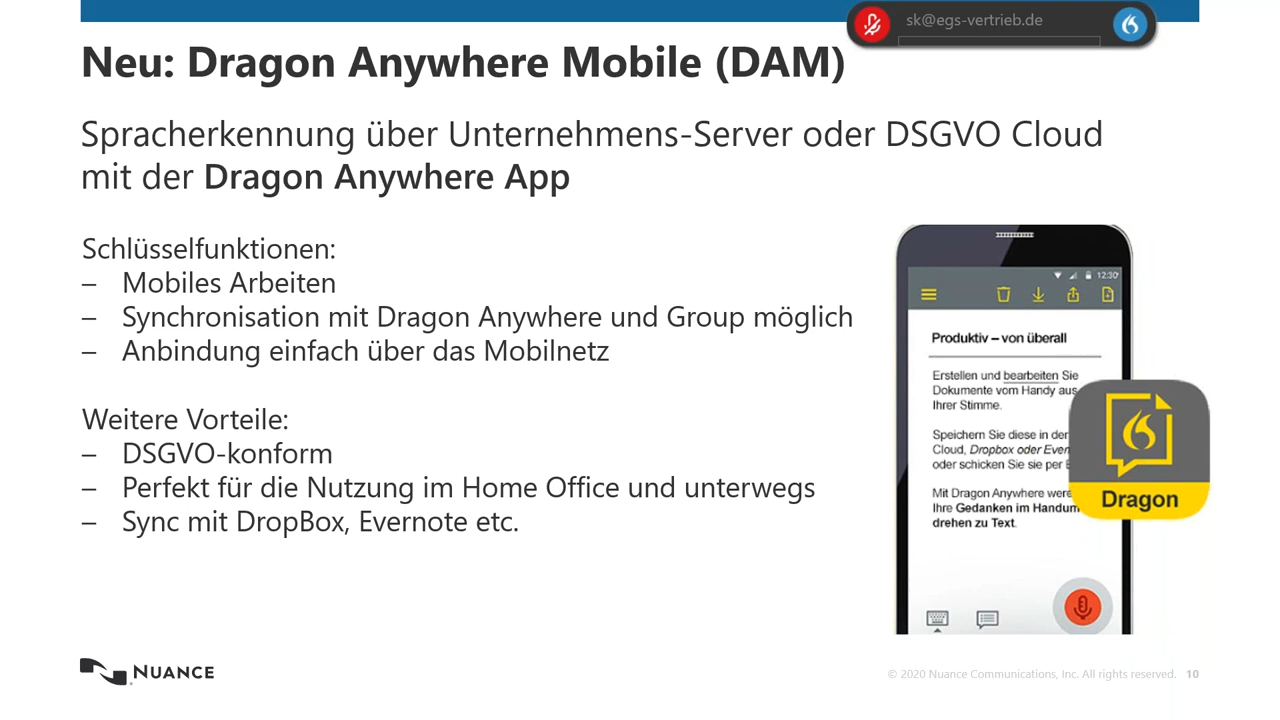 sk@egs-vertrieb.de
Neu: Dragon Anywhere Mobile (DAM)
Spracherkennung über Unternehmens-Server oder DSGVO Cloud
mit der Dragon Anywhere App
Schlüsselfunktionen:
– Mobiles Arbeiten
– Synchronisation mit Dragon Anywhere und Group möglich
– Anbindung einfach über das Mobilnetz
Weitere Vorteile:
– DSGVO-konform
– Perfekt für die Nutzung im Home Office und unterwegs
– Sync mit DropBox, Evernote etc.
12:30
Produktiv – von überall
Erstellen und bearbeiten Sie
Dokumente vom Handy aus
Ihrer Stimme.
Speichern Sie diese in der
Cloud, Dropbox oder
oder schicken Sie sie per
Mit Dragon Anywhere
Ihre Gedanken im
drehen zu Text.
Dragon
NUANCE
© 2020 Nuance Communications, Inc. All rights reserved. 10